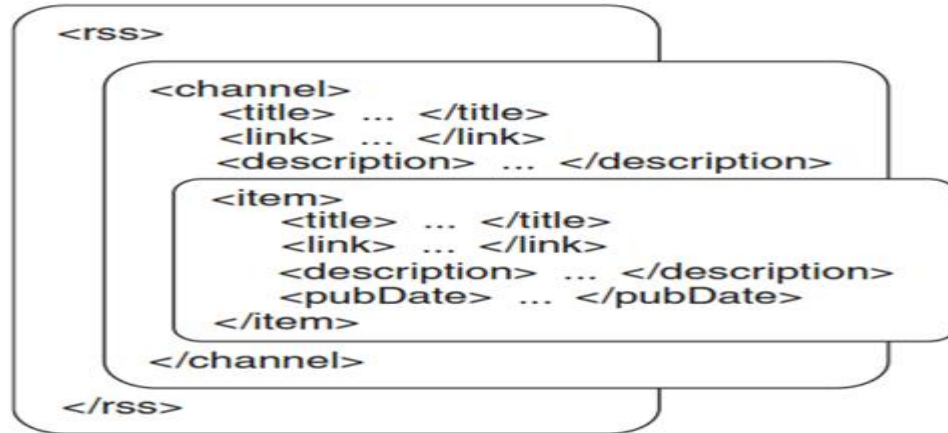 <rss>
<channel>
<title> ... </title>
<link> ... </link>
<description> ... </description>
<item>
<title> ... </title>
<link> ... </link>
<description> ... </description>
<pubDate> ... </pubDate>
</item>
</channel>
</rss>